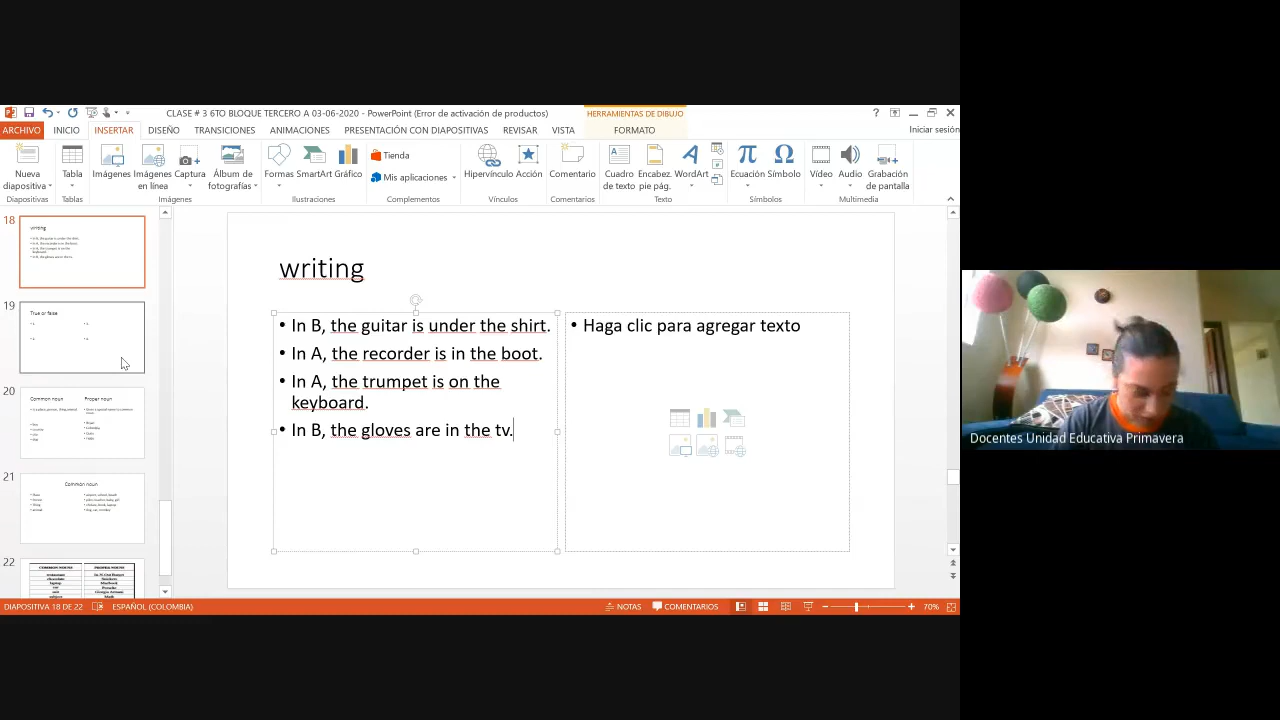 CLASE # 3 6TO BLOQUE TERCERO A 03-06-2020 - PowerPoint (Error de activación de productos)
HERRAMIENTAS DE DIBUJO
ARCHIVO INICIO INSERTAR DISEÑO TRANSICIONES ANIMACIONES PRESENTACIÓN CON DIAPOSITIVAS REVISAR VISTA FORMATO
Iniciar sesión
Nueva diapositiva
Tabla
Imágenes
Imágenes en línea
Captura
Álbum de fotografías
Formas
SmartArt
Gráfico
Tienda
Mis aplicaciones
Hipervínculo
Acción
Comentario
Cuadro de texto
Encabez. pie pág.
WordArt
Ecuación
Símbolo
Vídeo
Audio
Grabación de pantalla
Diapositivas Tablas Imágenes Ilustraciones Complementos Vínculos Comentarios Texto Símbolos Multimedia
18
writing
19
True or false
20
Common noun Proper noun
21
Common noun
22
COMMON NOUNS PROPER NOUNS
writing
• In B, the guitar is under the shirt.
• In A, the recorder is in the boot.
• In A, the trumpet is on the
keyboard.
• In B, the gloves are in the tv.
• Haga clic para agregar texto
Docentes Unidad Educativa Primavera
DIAPOSITIVA 18 DE 22 ESPAÑOL (COLOMBIA) NOTAS COMENTARIOS 70%